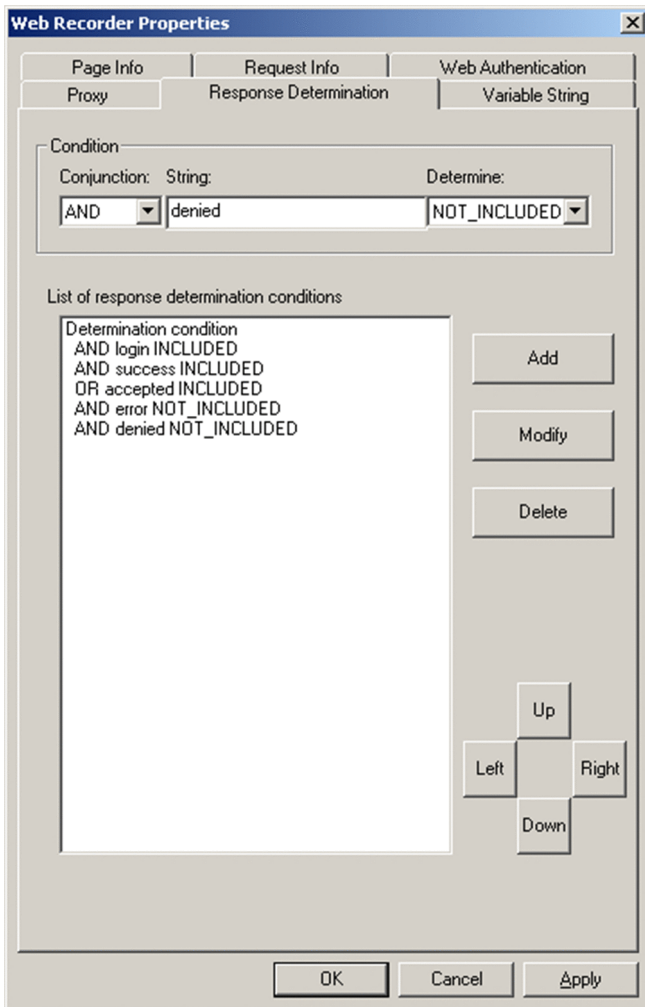 Web Recorder Properties
Page Info Request Info Web Authentication
Proxy Response Determination Variable String
Condition
Conjunction: String: Determine:
AND denied NOT_INCLUDED
List of response determination conditions
Determination condition
AND login INCLUDED
AND success INCLUDED
OR accepted INCLUDED
AND error NOT_INCLUDED
AND denied NOT_INCLUDED
Add
Modify
Delete
Up
Left Right
Down
OK Cancel Apply